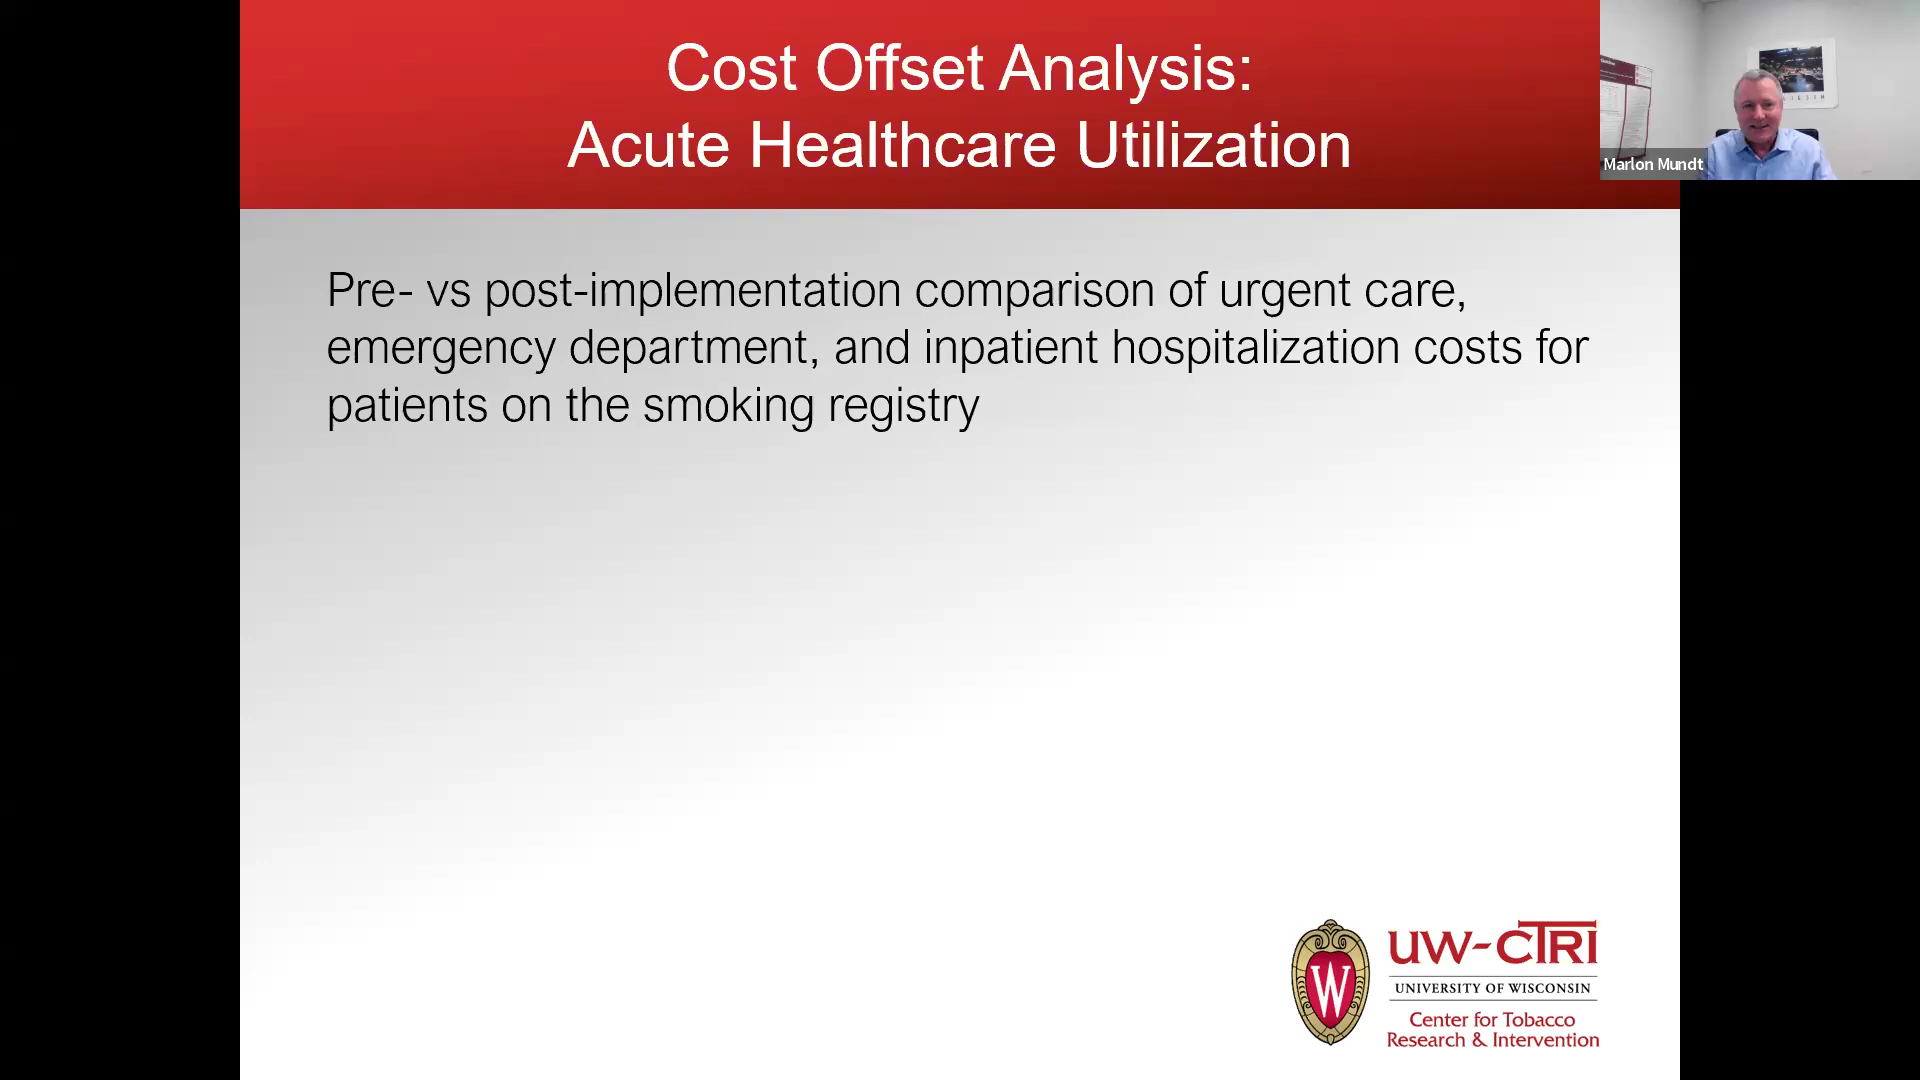 Cost Offset Analysis:
Acute Healthcare Utilization
Marlon Mundt
Pre- vs post-implementation comparison of urgent care,
emergency department, and inpatient hospitalization costs for
patients on the smoking registry
W
UW-CTRI
UNIVERSITY OF WISCONSIN
Center for Tobacco
Research & Intervention